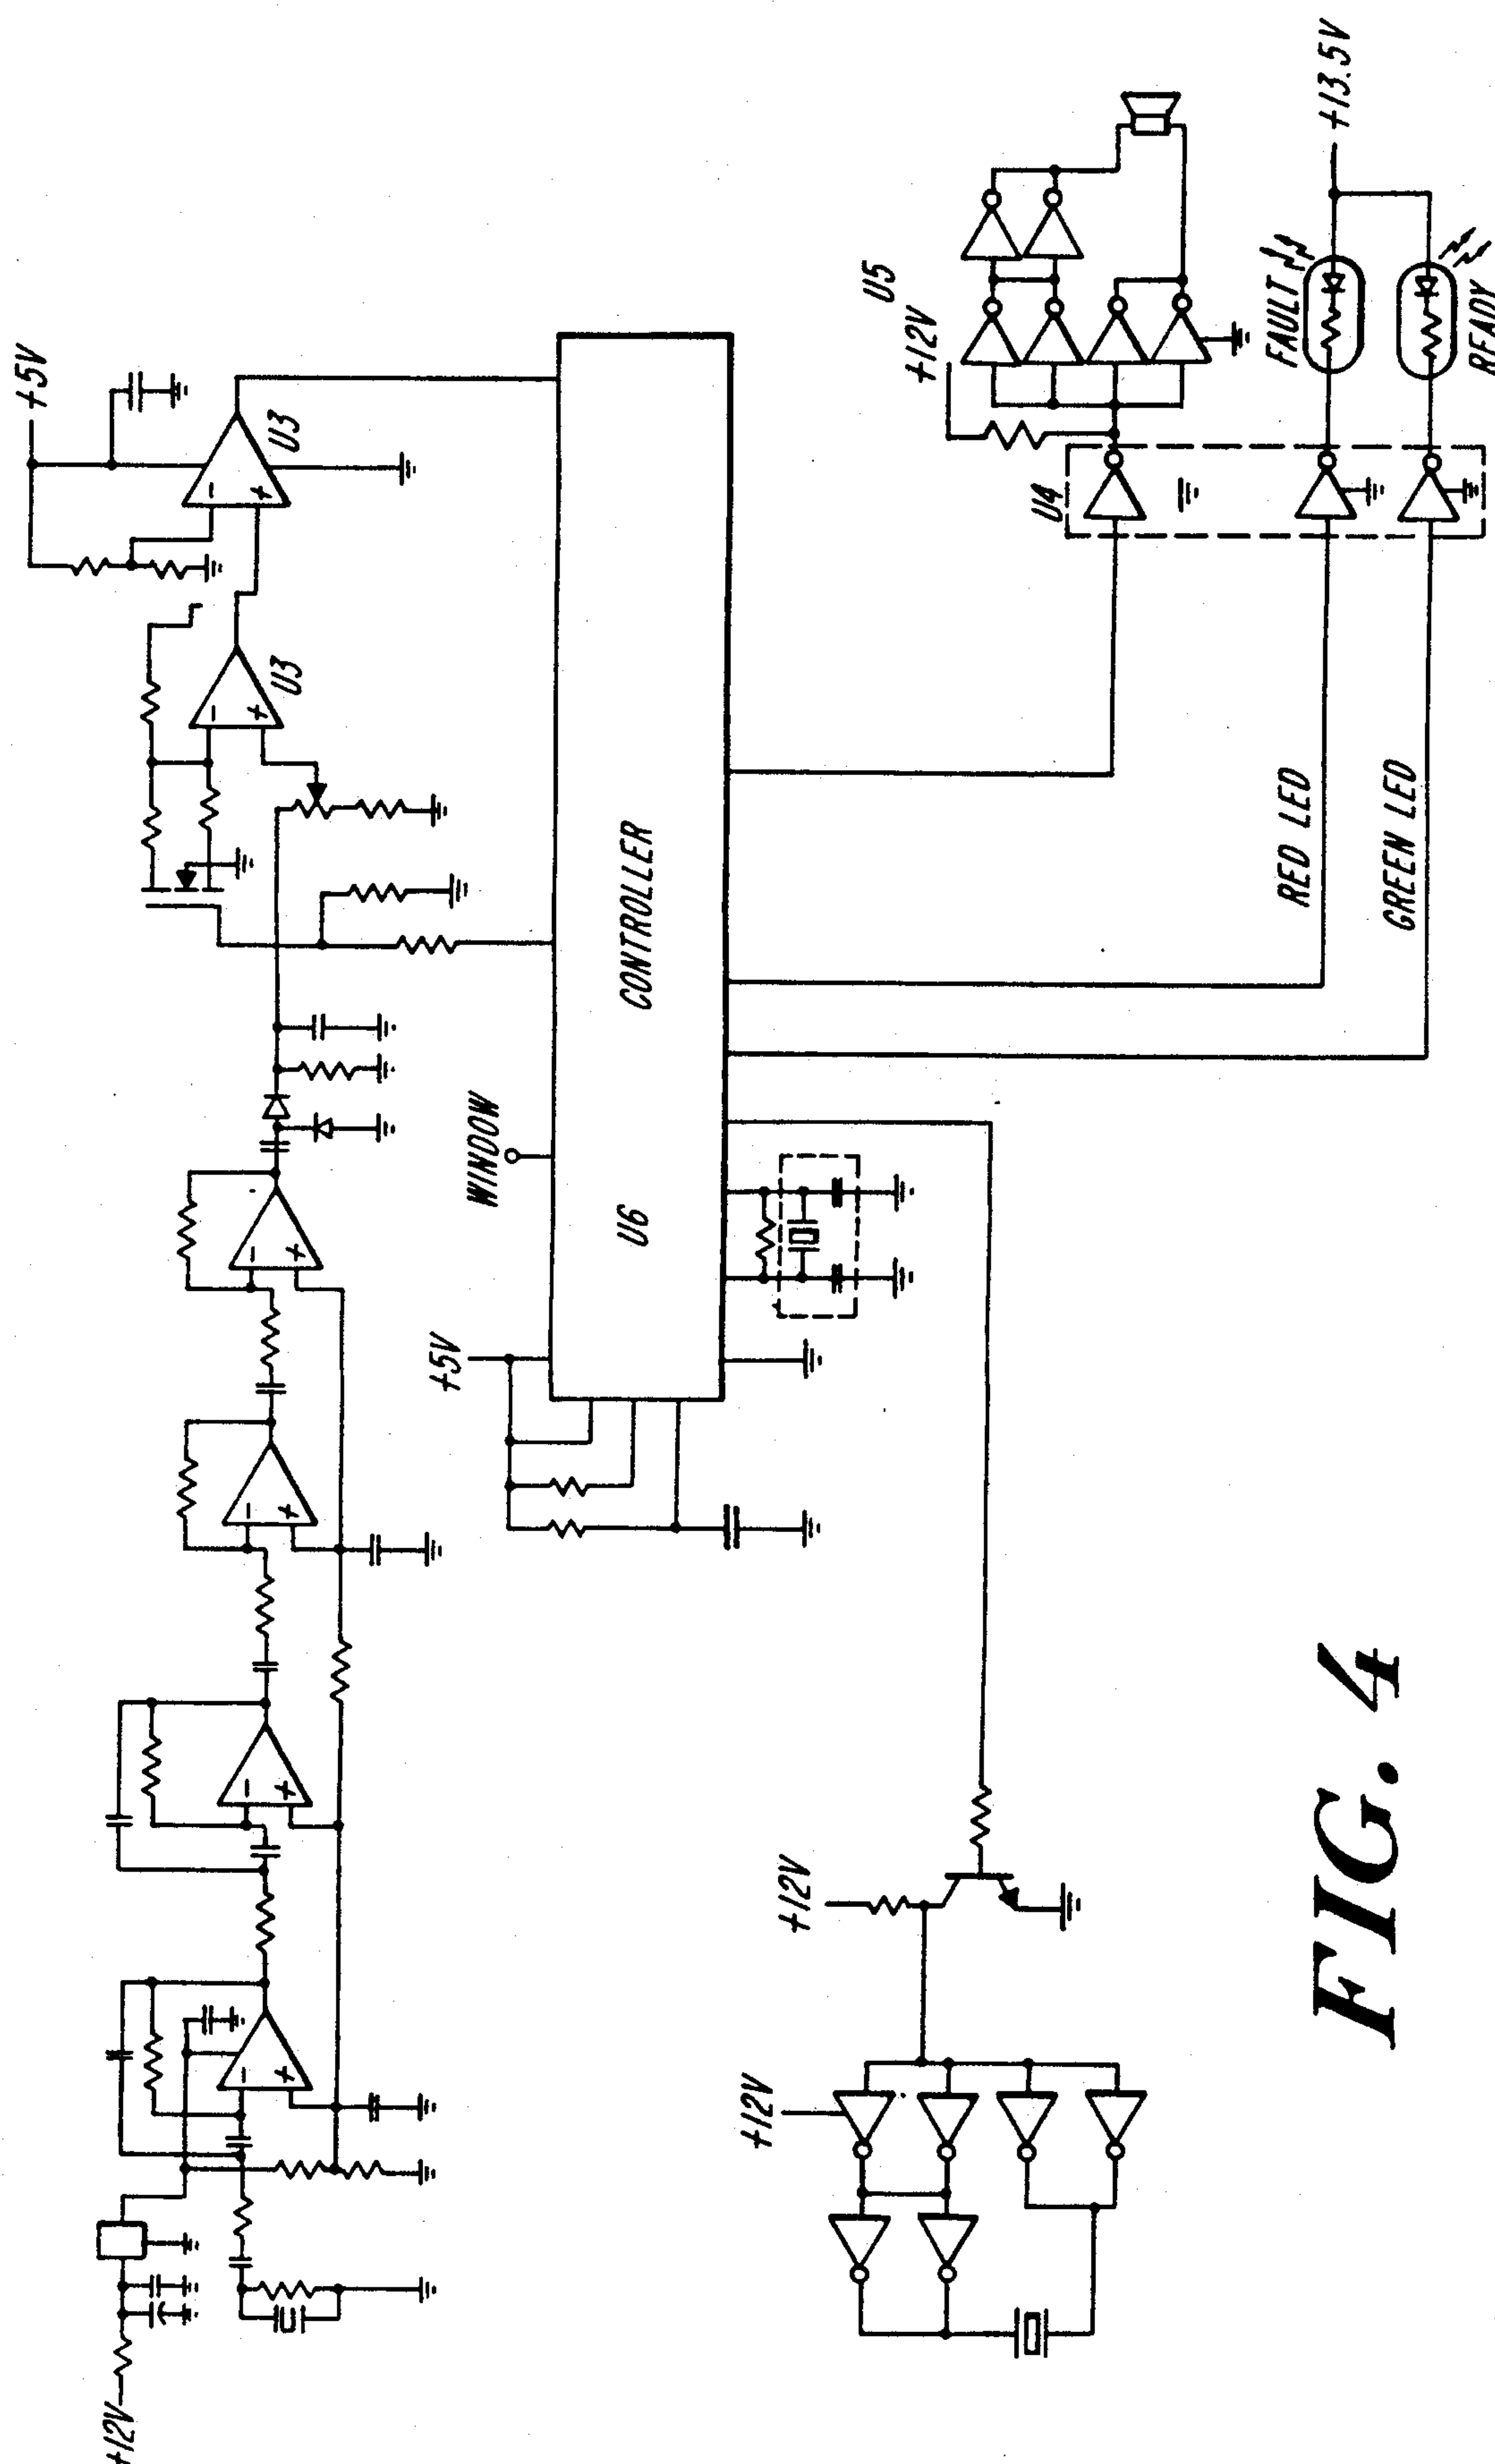 +12V
+5V
U3
U3
WINDOW
+5V
U6 CONTROLLER
U5
+12V
U4
FAULT
+13.5V
READY
RED LED
GREEN LED
+12V
+12V
FIG. 4